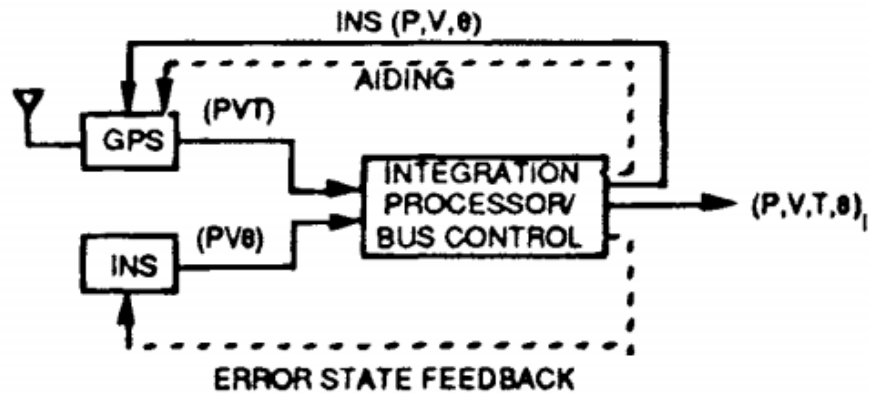 INS (P,V,θ)
AIDING
(PVT)
GPS
INTEGRATION
PROCESSOR/
BUS CONTROL
(P,V,T,θ)I
(PVθ)
INS
ERROR STATE FEEDBACK